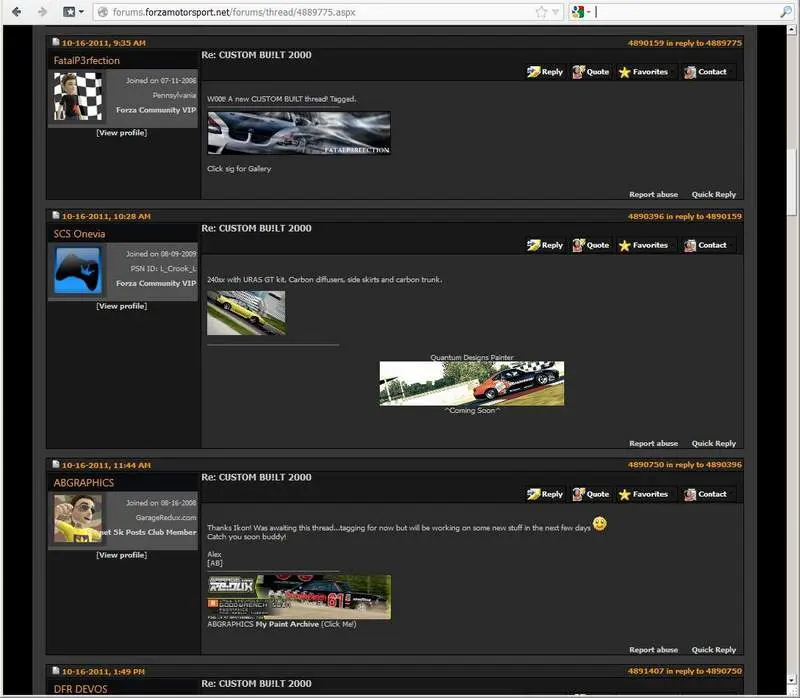 forums.forzamotorsport.net/forums/thread/4889775.aspx
10-16-2011, 9:35 AM
4890159 in reply to 4889775
FatalP3rfection
Re: CUSTOM BU!LT 2000
Reply Quote Favorites Contact
Joined on 07-11-2008
Pennsylvania
Forza Community VIP
[View profile]
W00t! A new CUSTOM BUILT thread! Tagged.
FATALP3RFECTION
Click sig for Gallery
Report abuse Quick Reply
10-16-2011, 10:28 AM
4890396 in reply to 4890159
SCS Onevia
Re: CUSTOM BU!LT 2000
Reply Quote Favorites Contact
Joined on 08-09-2009
PSN ID: L_Crook_L
Forza Community VIP
[View profile]
240sx with URAS GT kit, Carbon diffusers, side skirts and carbon trunk.
Quantum Designs Painter
^Coming Soon^
Report abuse Quick Reply
10-16-2011, 11:44 AM
4890750 in reply to 4890396
ABGRAPHICS
Re: CUSTOM BU!LT 2000
Reply Quote Favorites Contact
Joined on 08-16-2008
GarageRedux.com
net 5k Posts Club Member
[View profile]
Thanks Ikon! Was awaiting this thread...tagging for now but will be working on some new stuff in the next few days
Catch you soon buddy!
Alex
[AB]
REDUX
61
GOODWRENCH
ABGRAPHICS My Paint Archive (Click Me!)
Report abuse Quick Reply
10-16-2011, 1:49 PM
4891407 in reply to 4890750
DFR DEVOS
Re: CUSTOM BU!LT 2000